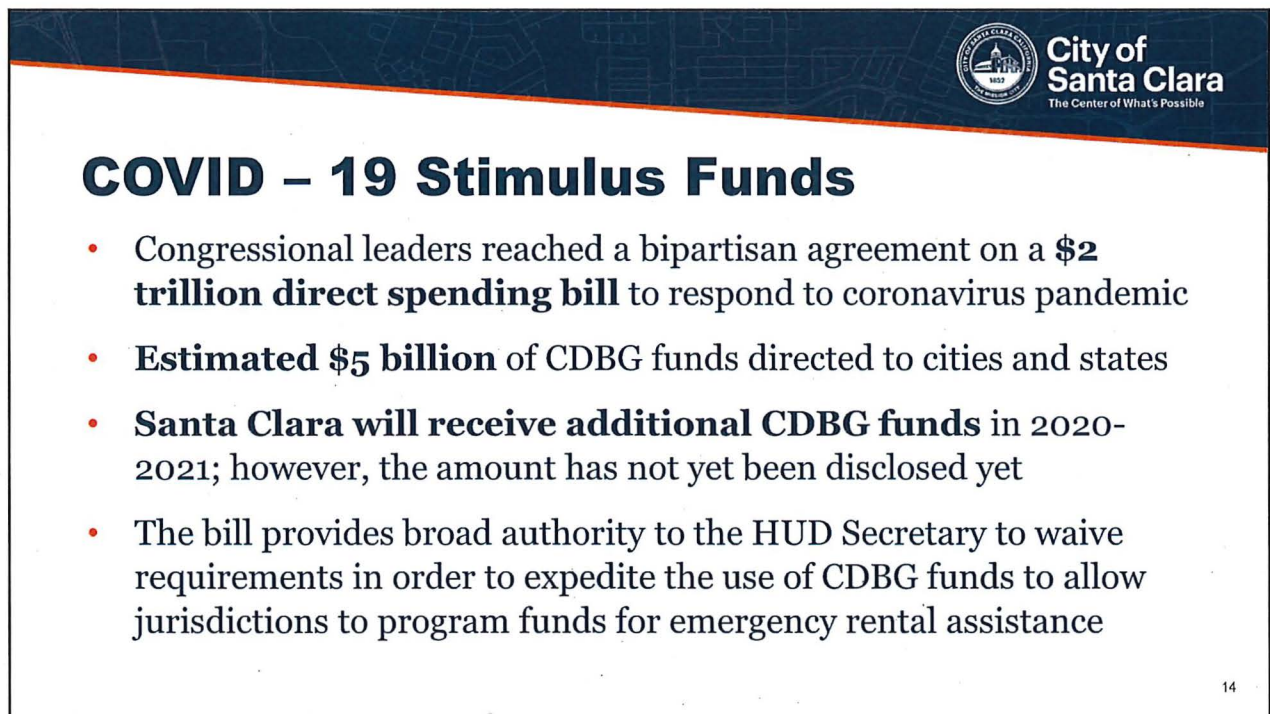 City of
Santa Clara
The Center of What's Possible
COVID – 19 Stimulus Funds
• Congressional leaders reached a bipartisan agreement on a $2
trillion direct spending bill to respond to coronavirus pandemic
• Estimated $5 billion of CDBG funds directed to cities and states
• Santa Clara will receive additional CDBG funds in 2020-
2021; however, the amount has not yet been disclosed yet
• The bill provides broad authority to the HUD Secretary to waive
requirements in order to expedite the use of CDBG funds to allow
jurisdictions to program funds for emergency rental assistance
14